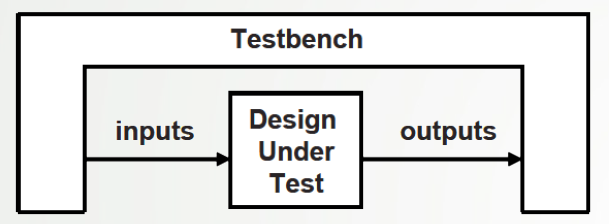 Testbench
inputs
Design
Under
Test
outputs